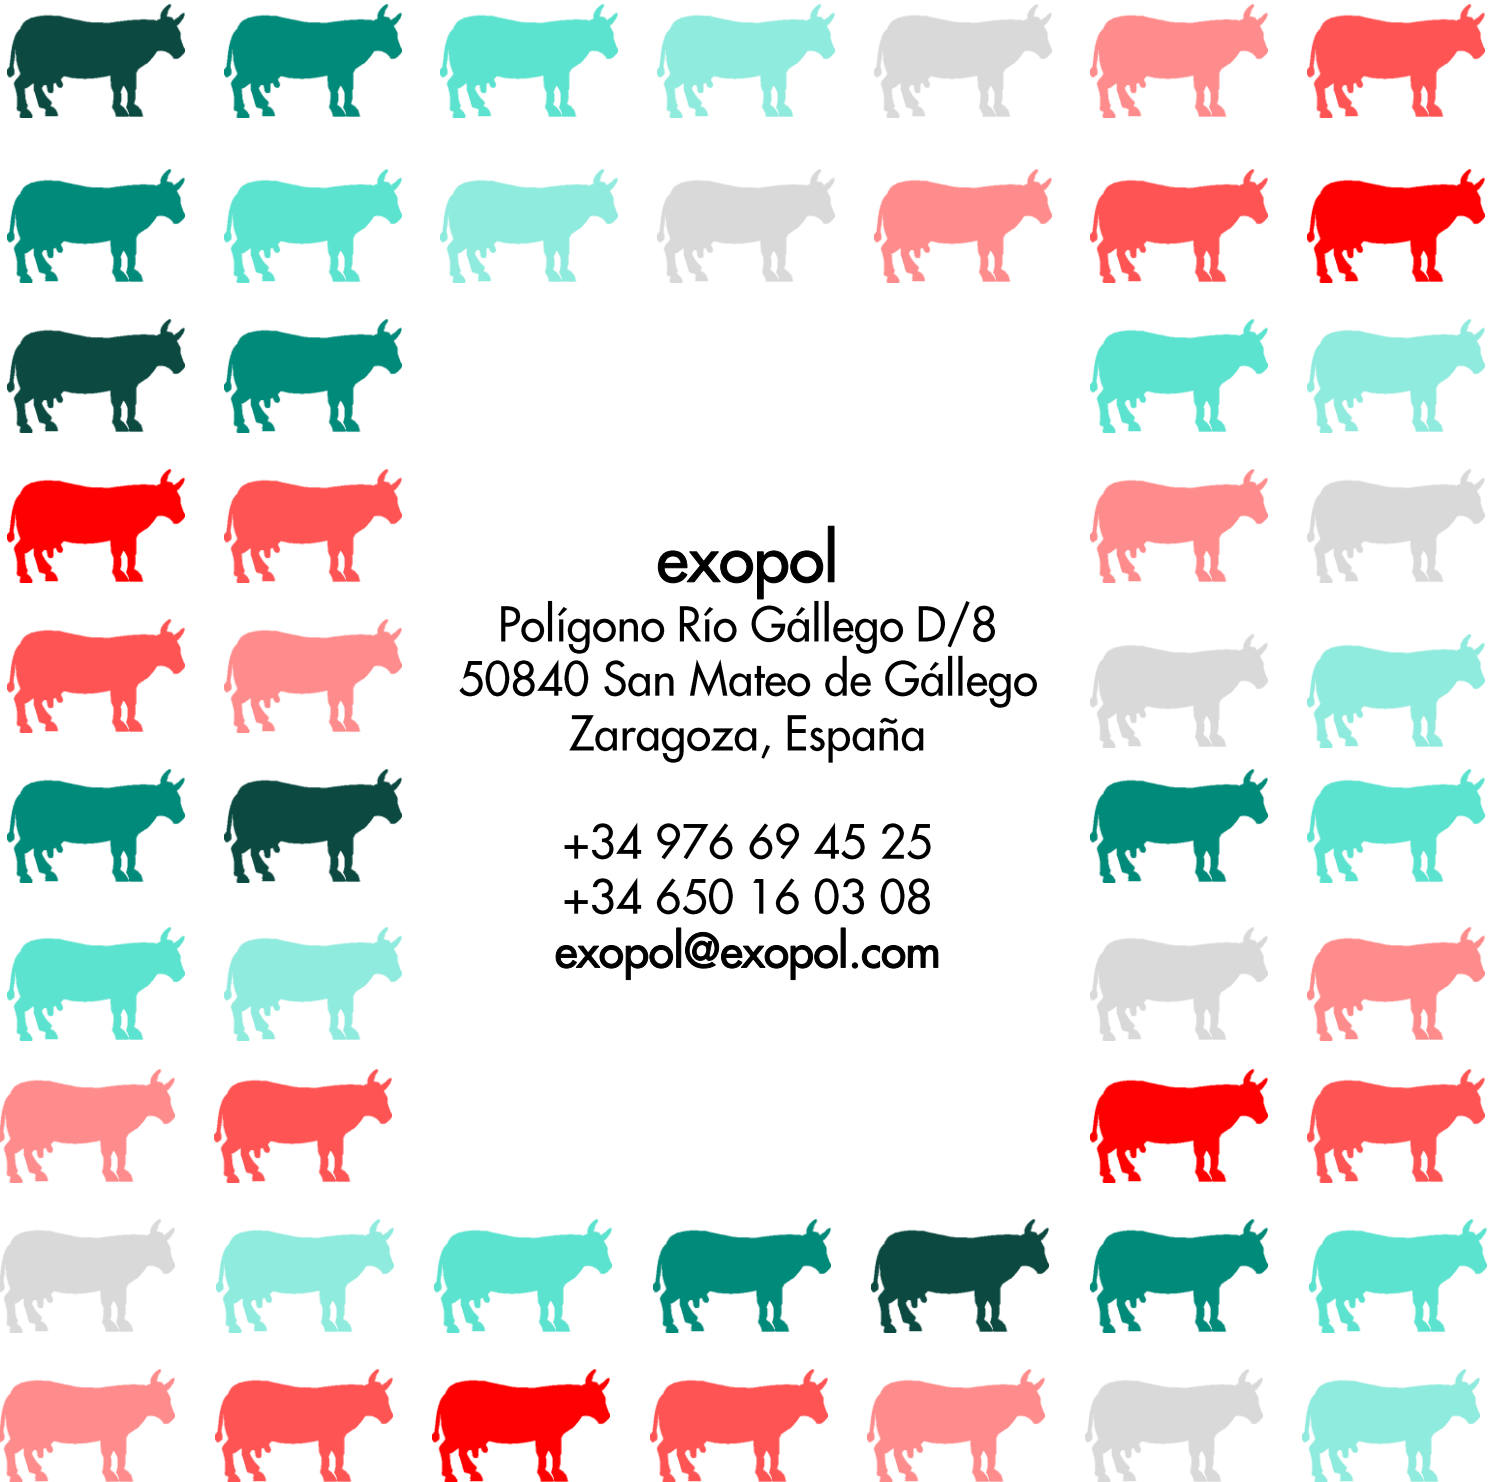 exopol
Polígono Río Gállego D/8
50840 San Mateo de Gállego
Zaragoza, España
+34 976 69 45 25
+34 650 16 03 08
exopol@exopol.com